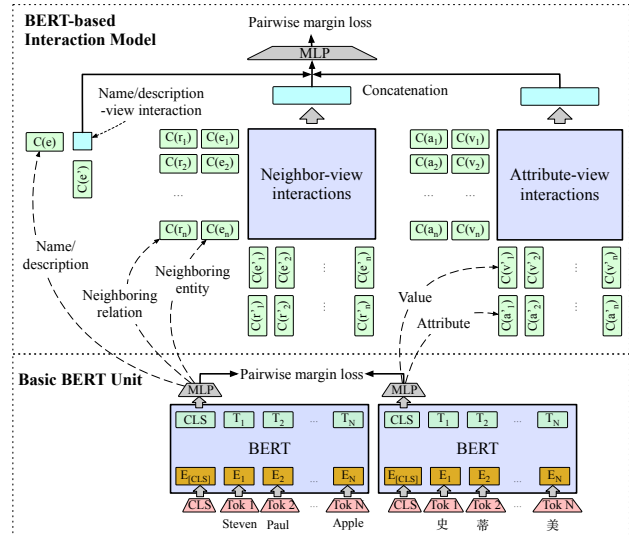 BERT-based
Interaction Model
Pairwise margin loss
MLP
Name/description
-view interaction
Concatenation
C(e)
C(e')
C(r₁) C(e₁)
C(r₂) C(e₂)
...
C(rₙ) C(eₙ)
Neighbor-view
interactions
C(e'₁) C(e'₂) ... C(e'ₙ)
C(r'₁) C(r'₂) ... C(r'ₙ)
C(a₁) C(v₁)
C(a₂) C(v₂)
... ...
C(aₙ) C(vₙ)
Attribute-view
interactions
C(v'₁) C(v'₂) ... C(v'ₙ)
C(a'₁) C(a'₂) ... C(a'ₙ)
Name/
description
Neighboring
relation
Neighboring
entity
Value
Attribute
Basic BERT Unit
Pairwise margin loss
MLP MLP
CLS T₁ T₂ ... T_N
BERT
E[CLS] E₁ E₂ ... E_N
CLS Tok 1 Tok 2 ... Tok N
Steven Paul Apple
CLS T₁ T₂ ... T_N
BERT
E[CLS] E₁ E₂ ... E_N
CLS Tok 1 Tok 2 ... Tok N
史 蒂 美